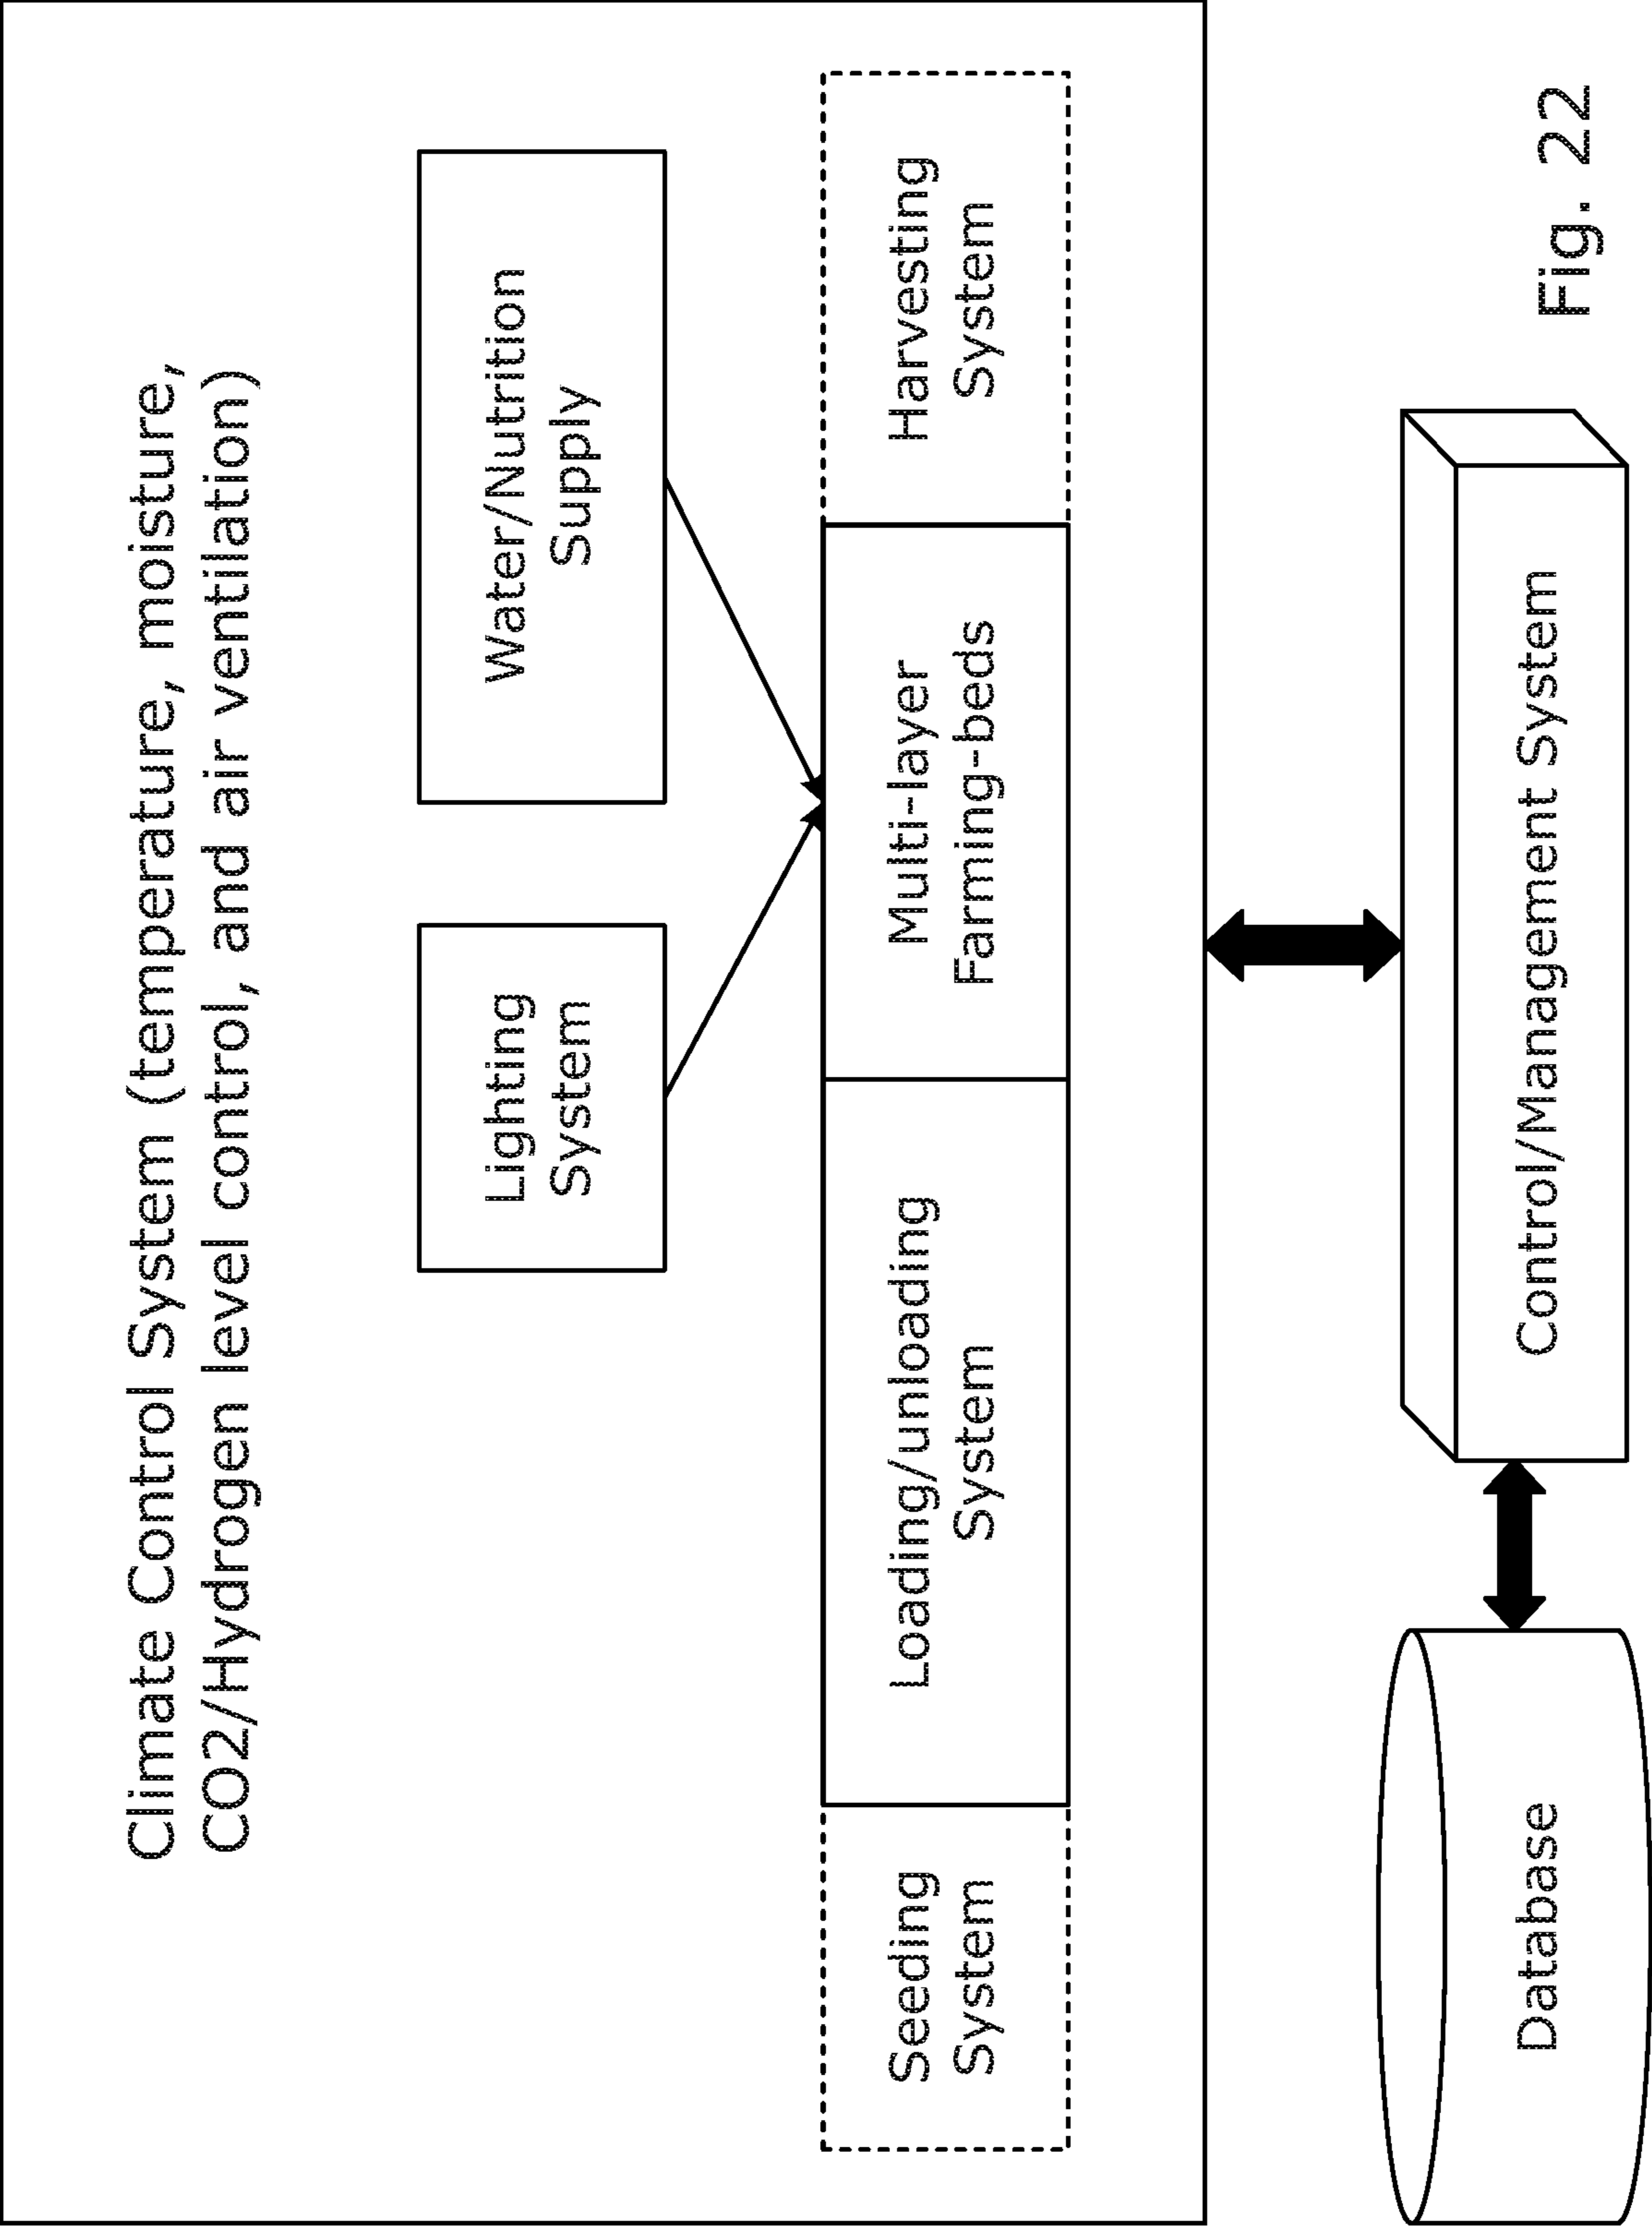 Climate Control System (temperature, moisture,
CO2/Hydrogen level control, and air ventilation)
Lighting
System
Water/Nutrition
Supply
Seeding
System
Loading/unloading
System
Multi-layer
Farming-beds
Harvesting
System
Database
Control/Management System
Fig. 22